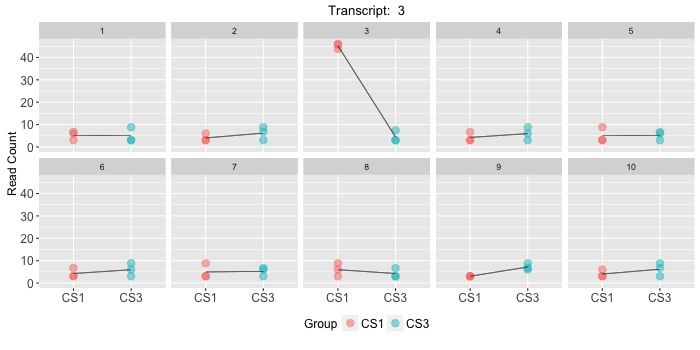 Transcript: 3
1 2 3 4 5
40
30
20
10
0
Read Count
6 7 8 9 10
40
30
20
10
0
CS1 CS3 CS1 CS3 CS1 CS3 CS1 CS3 CS1 CS3
Group CS1 CS3